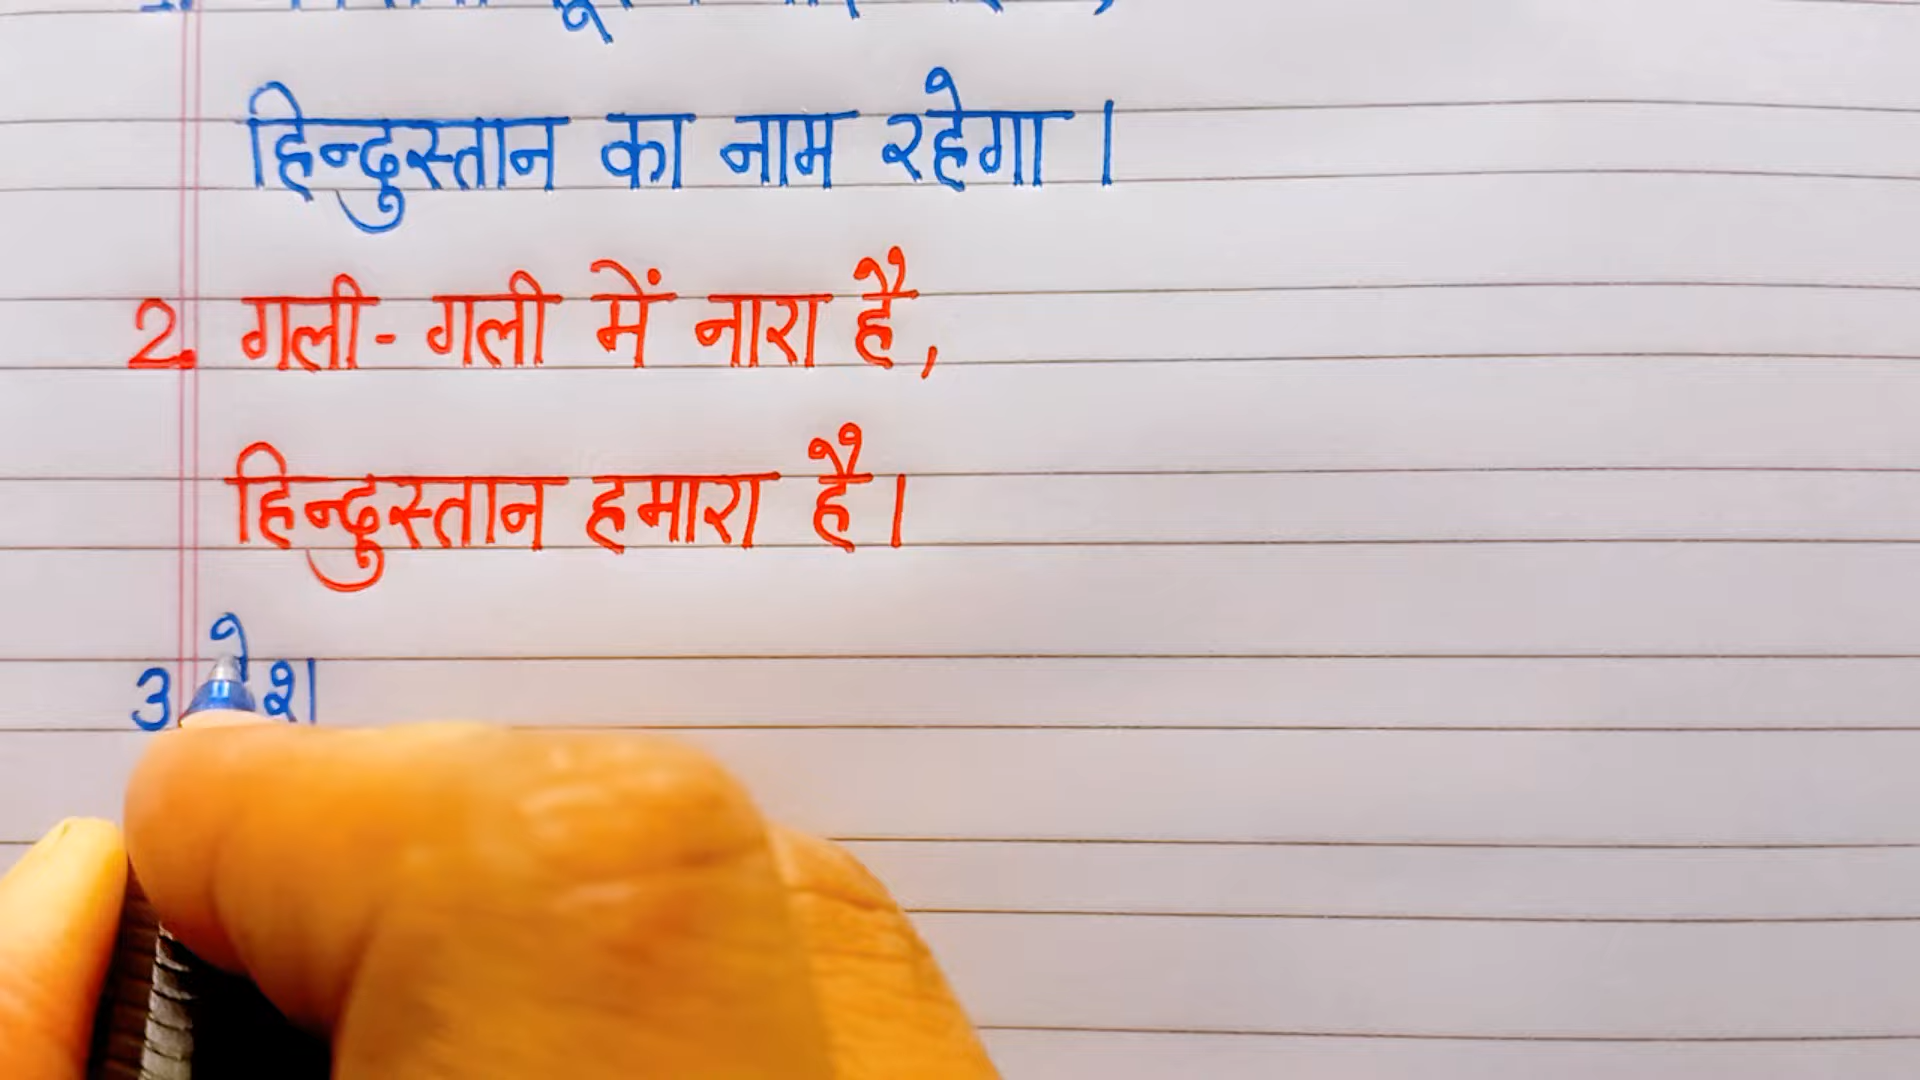 हिन्दुस्तान का नाम रहेगा ।
2. गली-गली में नारा है,
हिन्दुस्तान हमारा है।
3